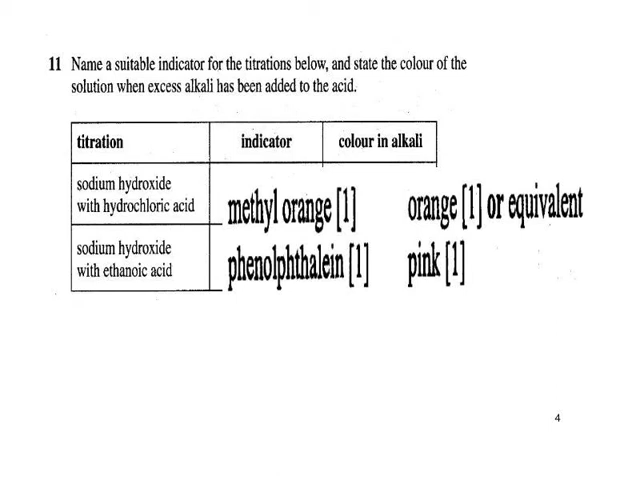 11 Name a suitable indicator for the titrations below, and state the colour of the
solution when excess alkali has been added to the acid.
titration indicator colour in alkali
sodium hydroxide
with hydrochloric acid methyl orange [1] orange [1] or equivalent
sodium hydroxide
with ethanoic acid phenolphthalein [1] pink [1]
4